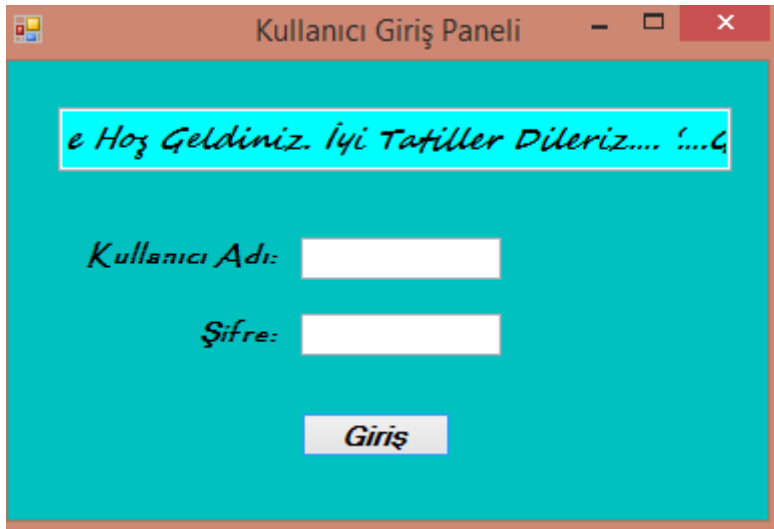 Kullanıcı Giriş Paneli
e Hoş Geldiniz. İyi Tatiller Dileriz.... '....G
Kullanıcı Adı:
Şifre:
Giriş